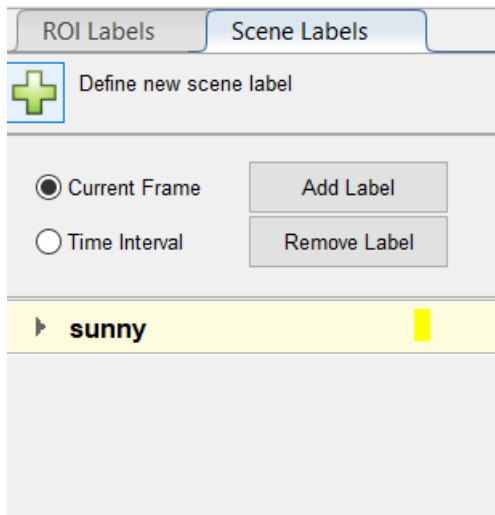 ROI Labels Scene Labels
Define new scene label
Current Frame Add Label
Time Interval Remove Label
sunny